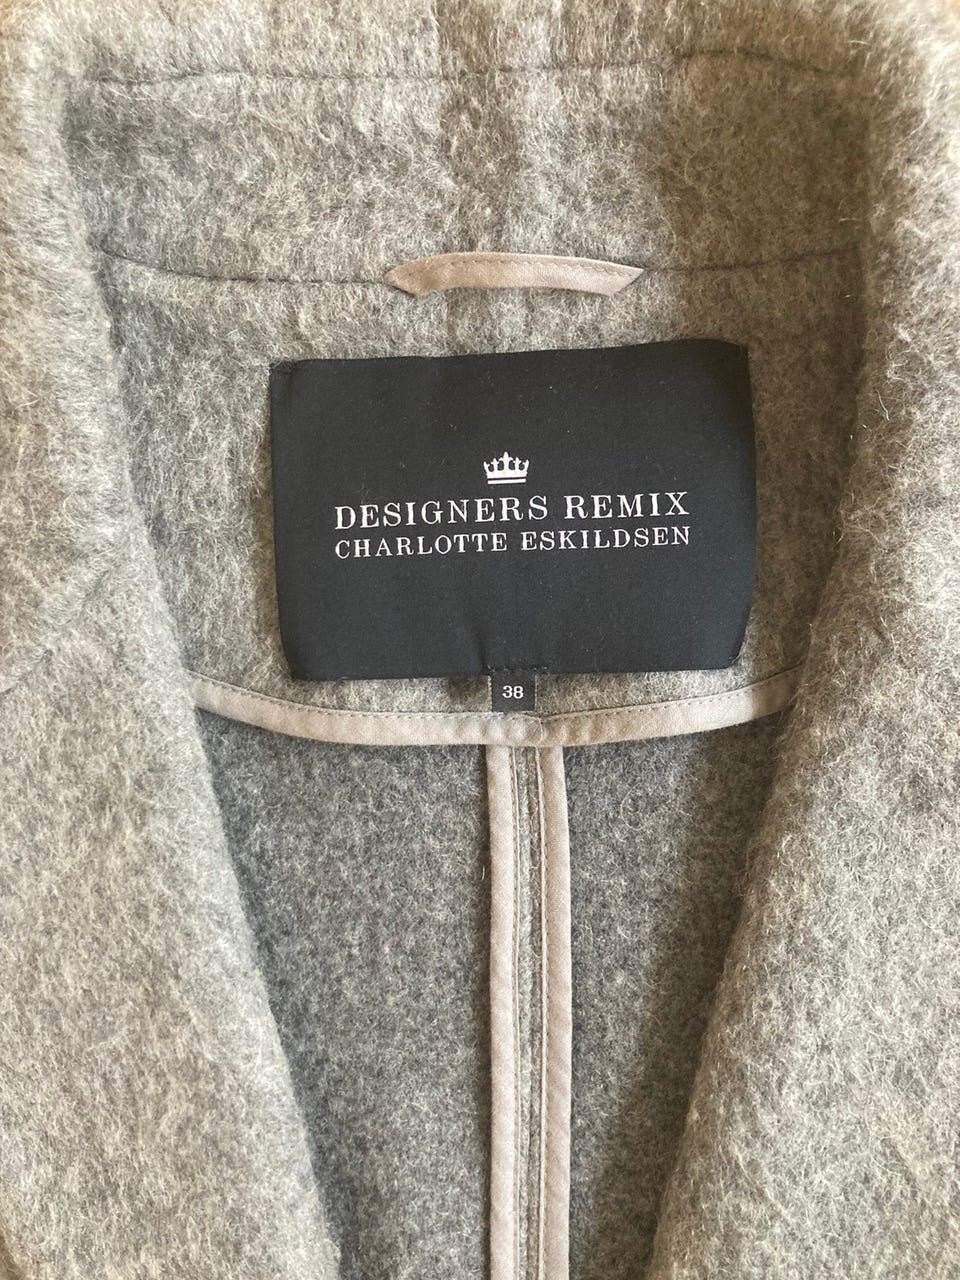 DESIGNERS REMIX
CHARLOTTE ESKILDSEN
38